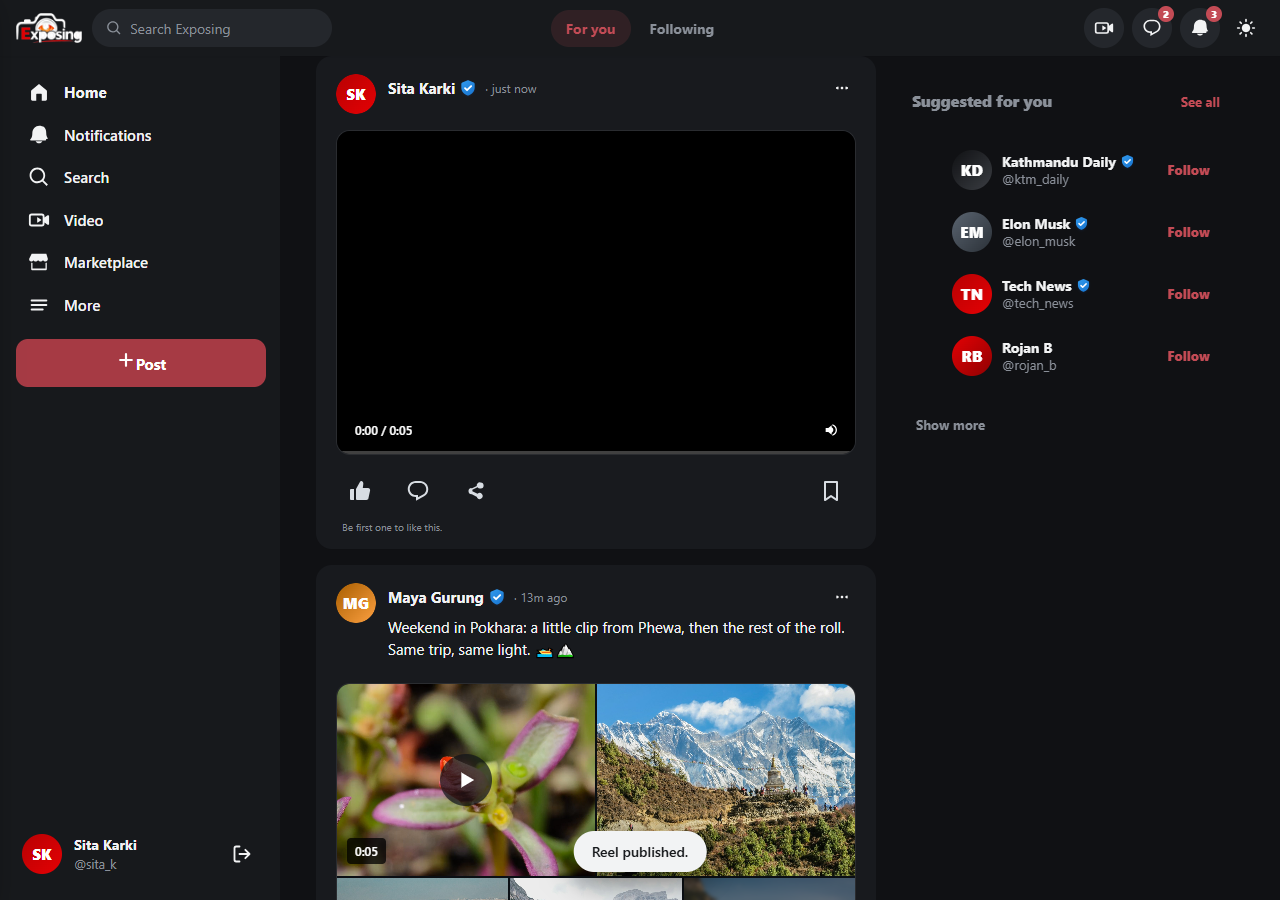 Exposing
Search Exposing
For you
Following
2
3
Home
Notifications
Search
Video
Marketplace
More
+ Post
SK
Sita Karki
@sita_k
SK
Sita Karki · just now
0:00 / 0:05
Be first one to like this.
MG
Maya Gurung · 13m ago
Weekend in Pokhara: a little clip from Phewa, then the rest of the roll.
Same trip, same light.
0:05
Reel published.
Suggested for you
See all
KD
Kathmandu Daily
@ktm_daily
Follow
EM
Elon Musk
@elon_musk
Follow
TN
Tech News
@tech_news
Follow
RB
Rojan B
@rojan_b
Follow
Show more